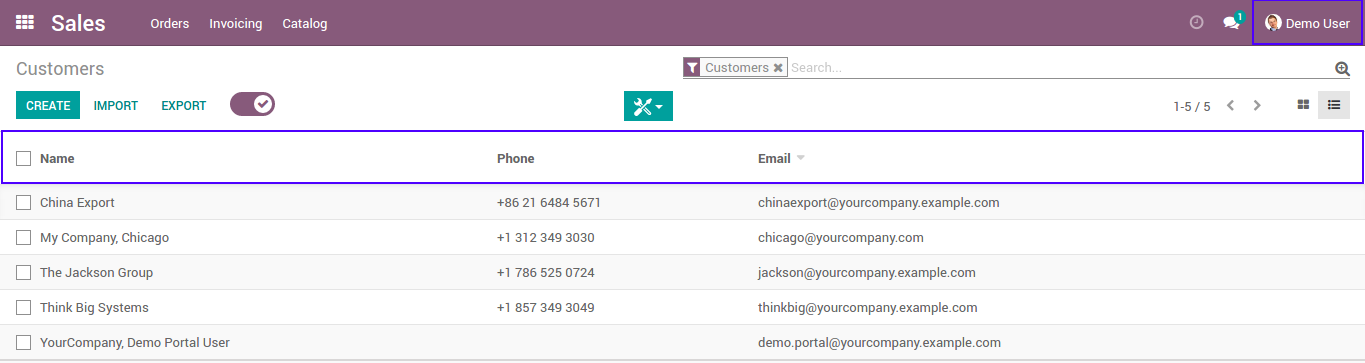 Sales Orders Invoicing Catalog 1 Demo User
Customers Customers Search...
CREATE IMPORT EXPORT 1-5 / 5
Name Phone Email
China Export +86 21 6484 5671 chinaexport@yourcompany.example.com
My Company, Chicago +1 312 349 3030 chicago@yourcompany.com
The Jackson Group +1 786 525 0724 jackson@yourcompany.example.com
Think Big Systems +1 857 349 3049 thinkbig@yourcompany.example.com
YourCompany, Demo Portal User demo.portal@yourcompany.example.com